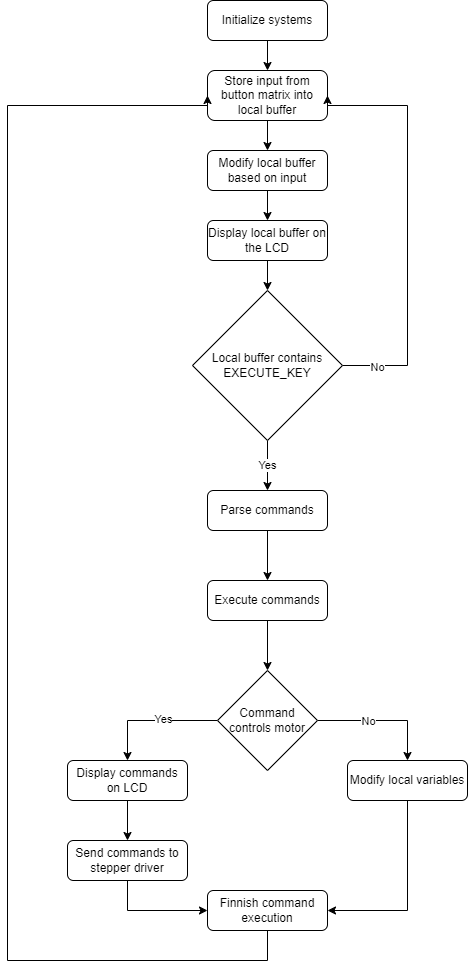 Initialize systems
Store input from
button matrix into
local buffer
Modify local buffer
based on input
Display local buffer on
the LCD
Local buffer contains
EXECUTE_KEY
No
Yes
Parse commands
Execute commands
Command
controls motor
Yes
No
Display commands
on LCD
Modify local variables
Send commands to
stepper driver
Finnish command
execution